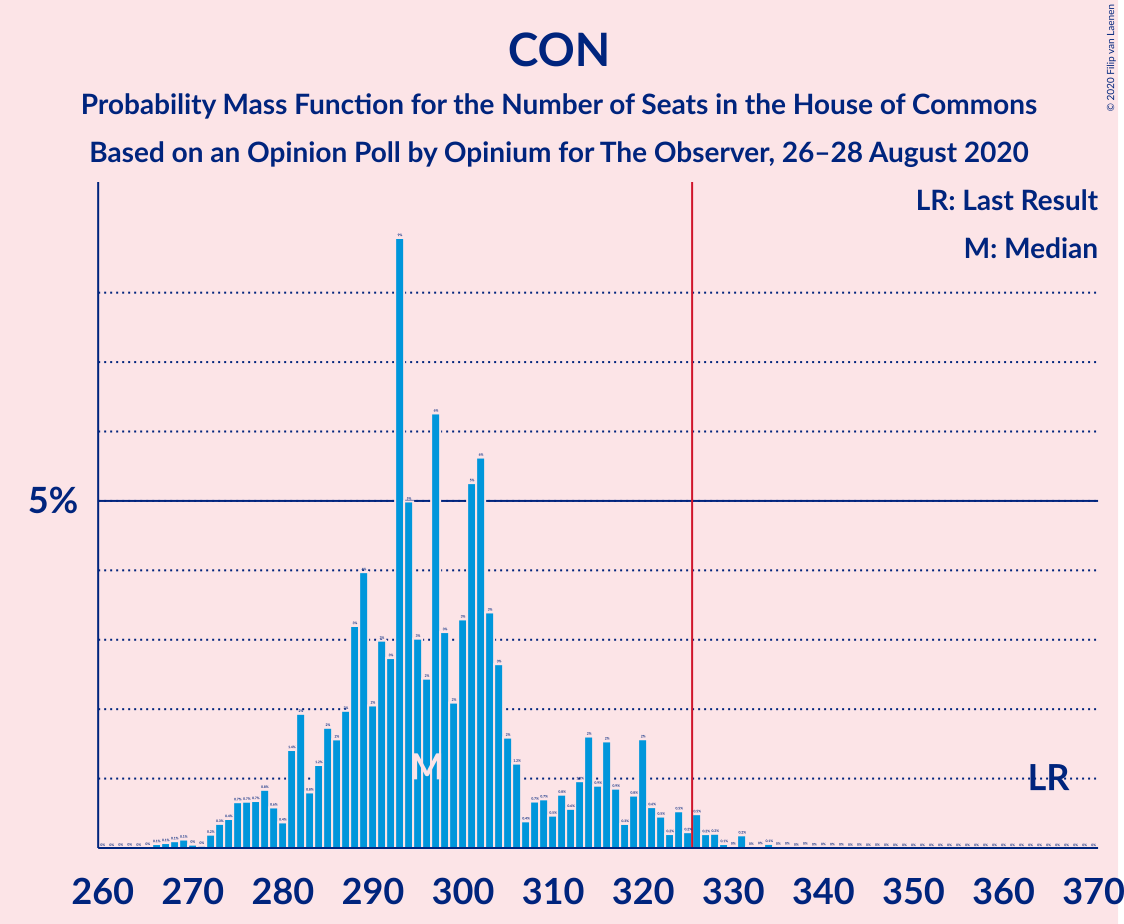 CON
Probability Mass Function for the Number of Seats in the House of Commons
Based on an Opinion Poll by Opinium for The Observer, 26–28 August 2020
© 2020 Filip van Laenen
LR: Last Result
M: Median
5%
M
LR
260 270 280 290 300 310 320 330 340 350 360 370